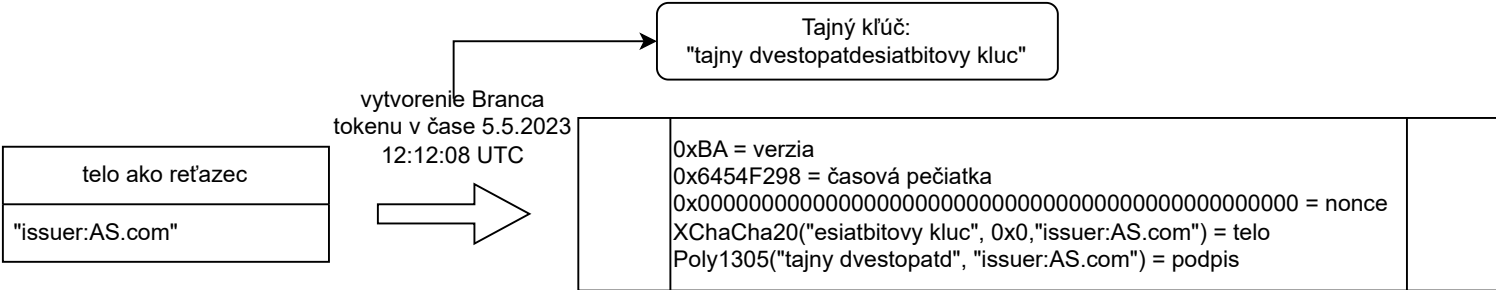 Tajný kľúč:
"tajny dvestopatdesiatbitovy kluc"
vytvorenie Branca
tokenu v čase 5.5.2023
12:12:08 UTC
telo ako reťazec
"issuer:AS.com"
0xBA = verzia
0x6454F298 = časová pečiatka
0x000000000000000000000000000000000000000000000000 = nonce
XChaCha20("esiatbitovy kluc", 0x0,"issuer:AS.com") = telo
Poly1305("tajny dvestopatd", "issuer:AS.com") = podpis